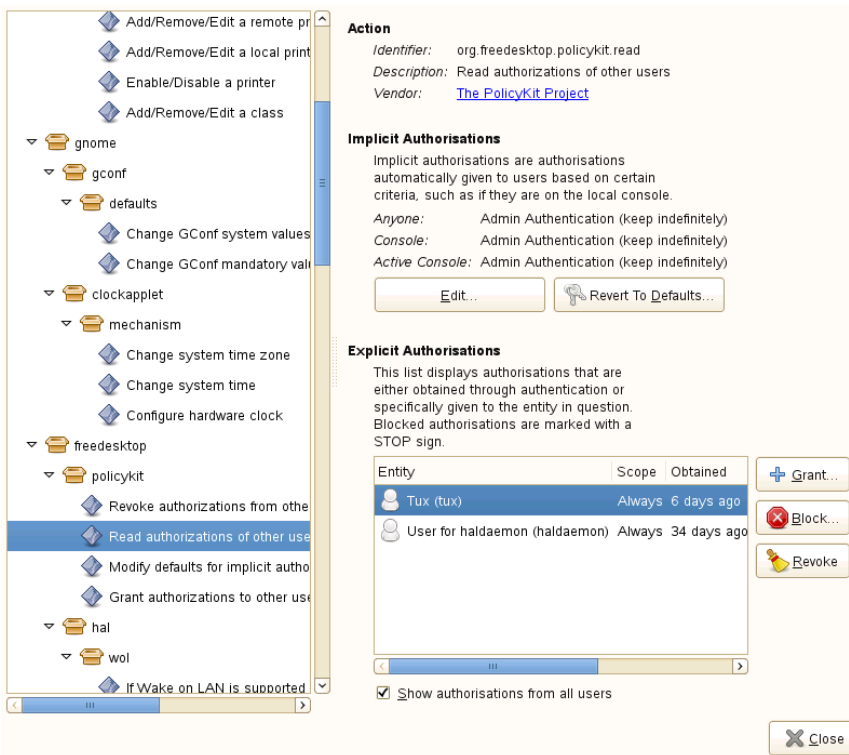 Add/Remove/Edit a remote pr
Add/Remove/Edit a local print
Enable/Disable a printer
Add/Remove/Edit a class
gnome
gconf
defaults
Change GConf system values
Change GConf mandatory val
clockapplet
mechanism
Change system time zone
Change system time
Configure hardware clock
freedesktop
policykit
Revoke authorizations from othe
Read authorizations of other use
Modify defaults for implicit autho
Grant authorizations to other use
hal
wol
If Wake on LAN is supported
Action
Identifier: org.freedesktop.policykit.read
Description: Read authorizations of other users
Vendor: The PolicyKit Project
Implicit Authorisations
Implicit authorisations are authorisations
automatically given to users based on certain
criteria, such as if they are on the local console.
Anyone: Admin Authentication (keep indefinitely)
Console: Admin Authentication (keep indefinitely)
Active Console: Admin Authentication (keep indefinitely)
Edit... Revert To Defaults...
Explicit Authorisations
This list displays authorisations that are
either obtained through authentication or
specifically given to the entity in question.
Blocked authorisations are marked with a
STOP sign.
Entity Scope Obtained
Tux (tux) Always 6 days ago
User for haldaemon (haldaemon) Always 34 days ago
Grant...
Block...
Revoke
Show authorisations from all users
Close